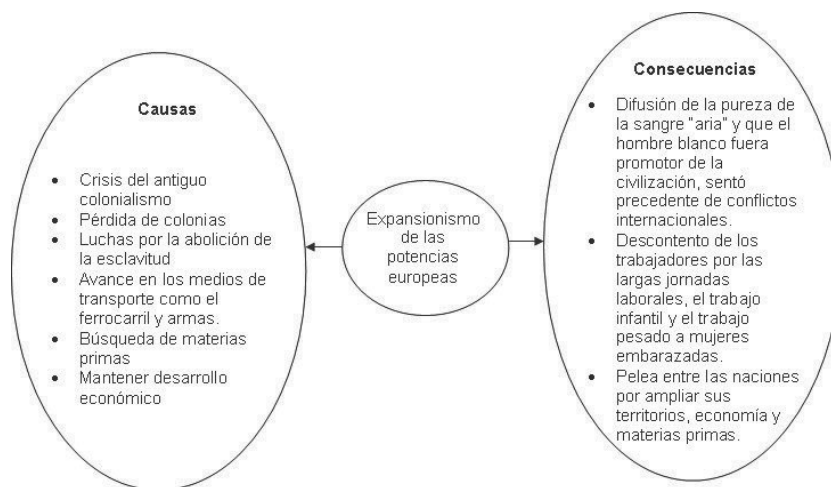 Causas
• Crisis del antiguo
colonialismo
• Pérdida de colonias
• Luchas por la abolición de
la esclavitud
• Avance en los medios de
transporte como el
ferrocarril y armas.
• Búsqueda de materias
primas
• Mantener desarrollo
económico
Expansionismo
de las
potencias
europeas
Consecuencias
• Difusión de la pureza de
la sangre "aria" y que el
hombre blanco fuera
promotor de la
civilización, sentó
precedente de conflictos
internacionales.
• Descontento de los
trabajadores por las
largas jornadas
laborales, el trabajo
infantil y el trabajo
pesado a mujeres
embarazadas.
• Pelea entre las naciones
por ampliar sus
territorios, economía y
materias primas.